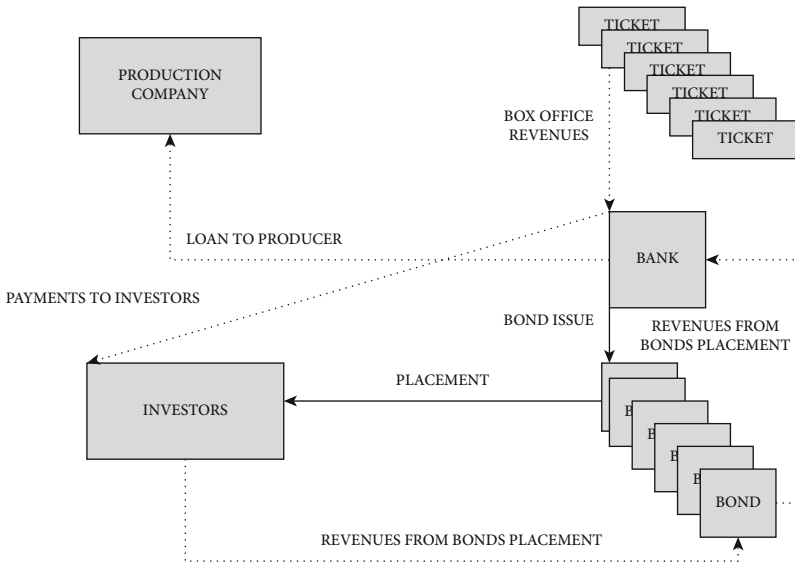 TICKET
TICKET
TICKET
TICKET
TICKET
TICKET
PRODUCTION
COMPANY
BOX OFFICE
REVENUES
LOAN TO PRODUCER
BANK
PAYMENTS TO INVESTORS
BOND ISSUE
REVENUES FROM
BONDS PLACEMENT
PLACEMENT
INVESTORS
B
B
B
B
BOND
REVENUES FROM BONDS PLACEMENT